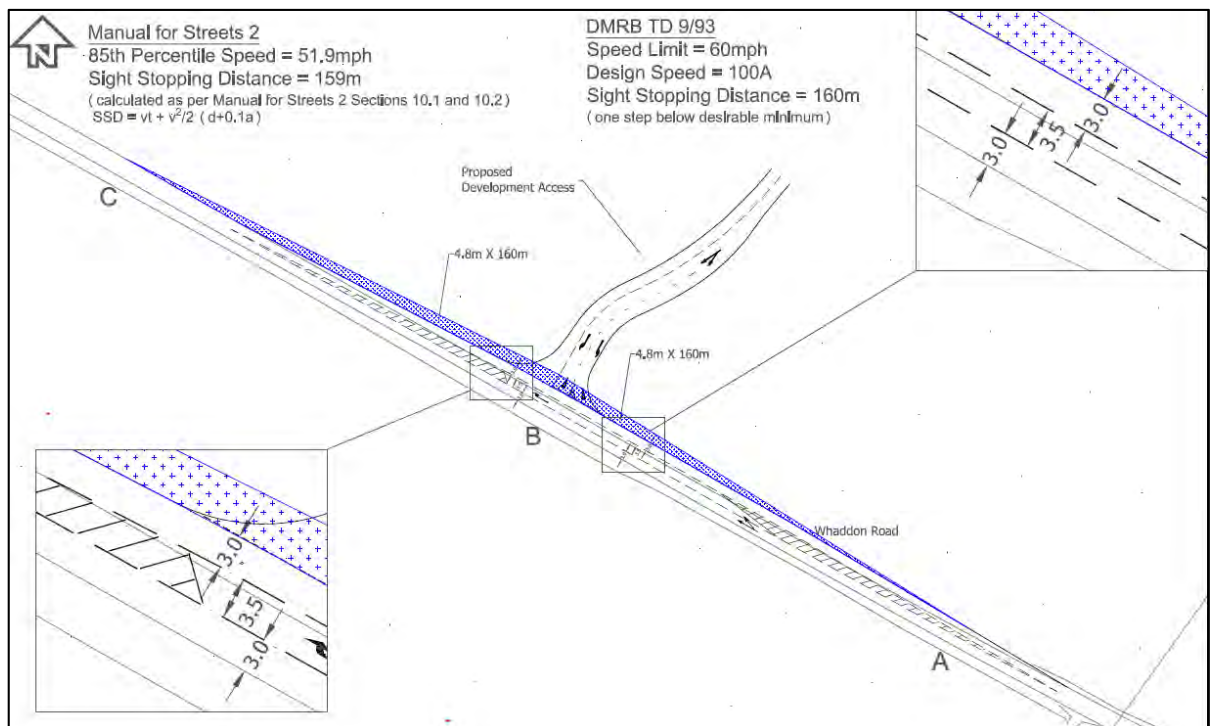 N
Manual for Streets 2
85th Percentile Speed = 51.9mph
Sight Stopping Distance = 159m
( calculated as per Manual for Streets 2 Sections 10.1 and 10.2)
SSD = vt + v²/2 ( d+0.1a )
DMRB TD 9/93
Speed Limit = 60mph
Design Speed = 100A
Sight Stopping Distance = 160m
(one step below desirable minimum )
3.0
3.5
3.0
C
Proposed
Development Access
4.8m X 160m
4.8m X 160m
B
Whaddon Road
A
3.0
3.5
3.0